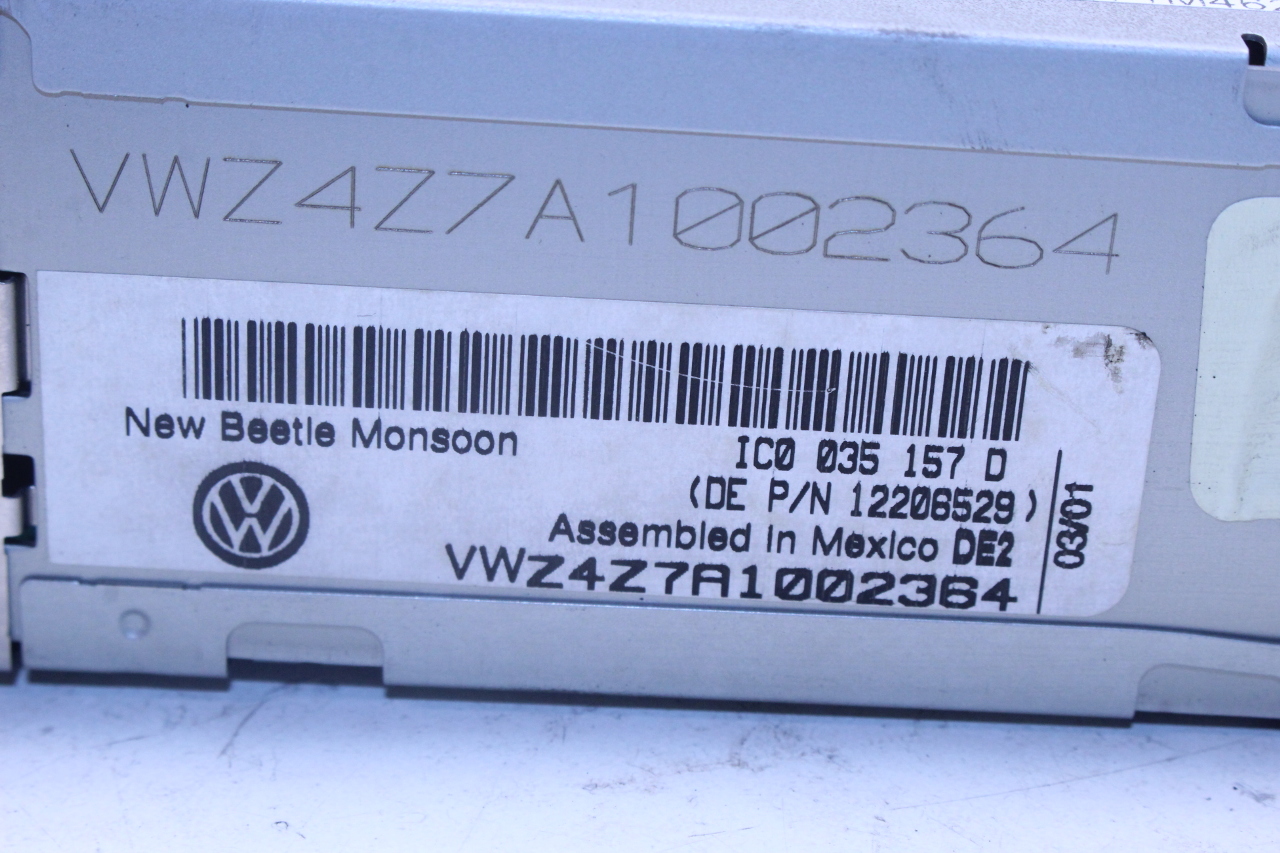 VWZ4Z7A1002364
New Beetle Monsoon
1C0 035 157 D
(DE P/N 12206529)
Assembled in Mexico DE2
VWZ4Z7A1002364
03/01